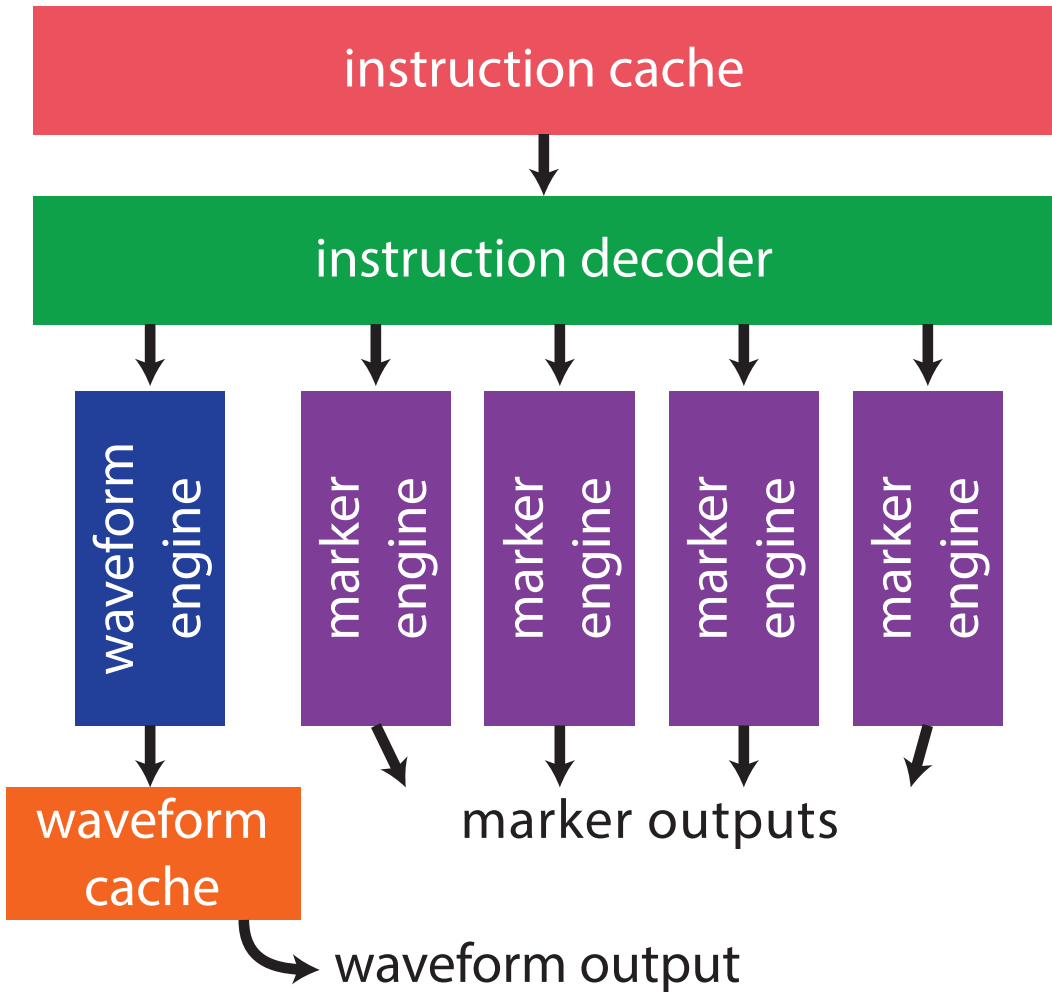 instruction cache
instruction decoder
waveform
engine
marker
engine
marker
engine
marker
engine
marker
engine
waveform
cache
marker outputs
waveform output